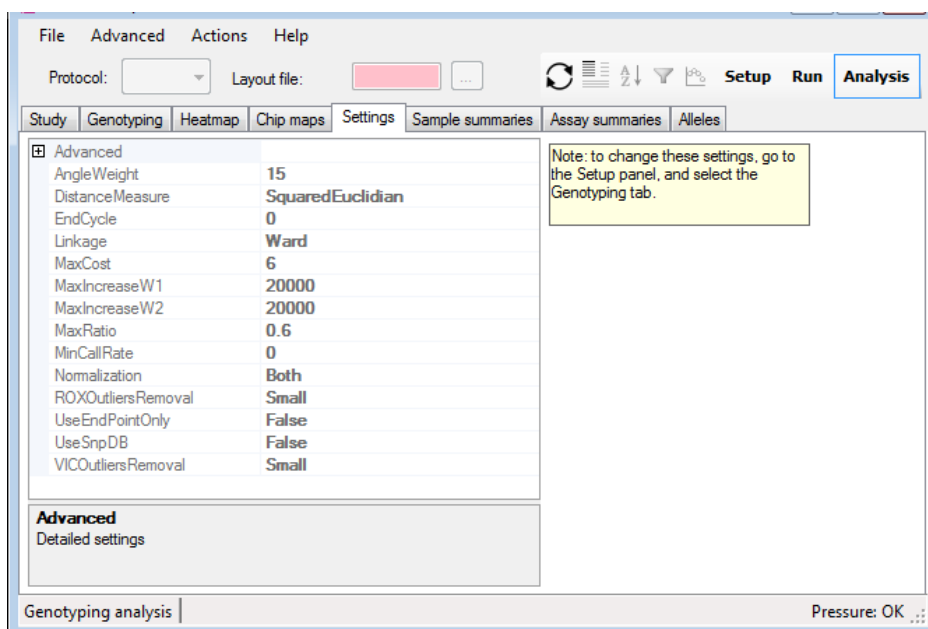 File Advanced Actions Help
Protocol: Layout file: ... Setup Run Analysis
Study Genotyping Heatmap Chip maps Settings Sample summaries Assay summaries Alleles
Advanced
AngleWeight 15
DistanceMeasure SquaredEuclidian
EndCycle 0
Linkage Ward
MaxCost 6
MaxIncreaseW1 20000
MaxIncreaseW2 20000
MaxRatio 0.6
MinCallRate 0
Normalization Both
ROXOutliersRemoval Small
UseEndPointOnly False
UseSnpDB False
VICOutliersRemoval Small
Note: to change these settings, go to
the Setup panel, and select the
Genotyping tab.
Advanced
Detailed settings
Genotyping analysis Pressure: OK